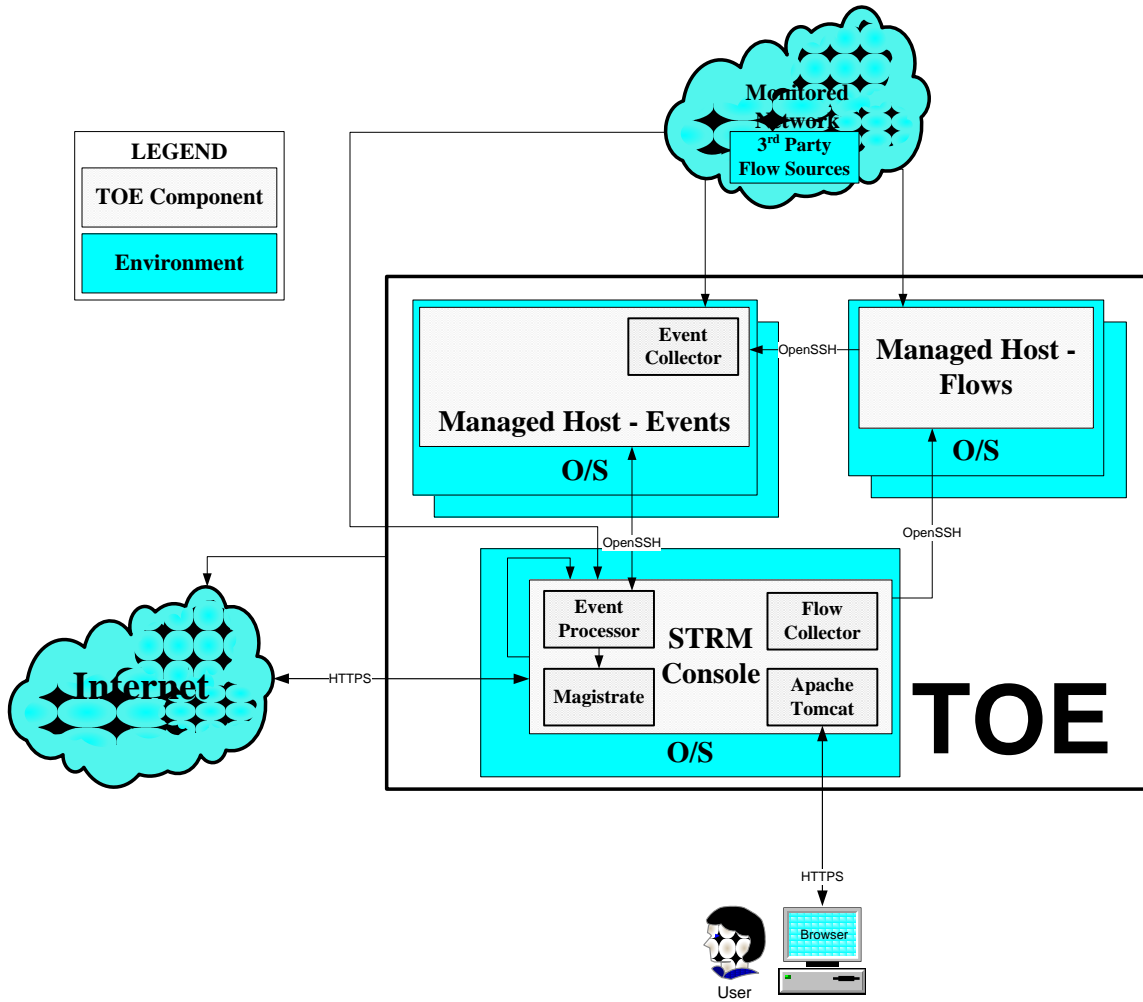 Monitored
Network
3rd Party
Flow Sources
LEGEND
TOE Component
Environment
Event
Collector
Managed Host - Events
O/S
OpenSSH
Managed Host -
Flows
O/S
OpenSSH
OpenSSH
Event
Processor
Magistrate
STRM
Console
Flow
Collector
Apache
Tomcat
O/S
TOE
Internet
HTTPS
HTTPS
Browser
User